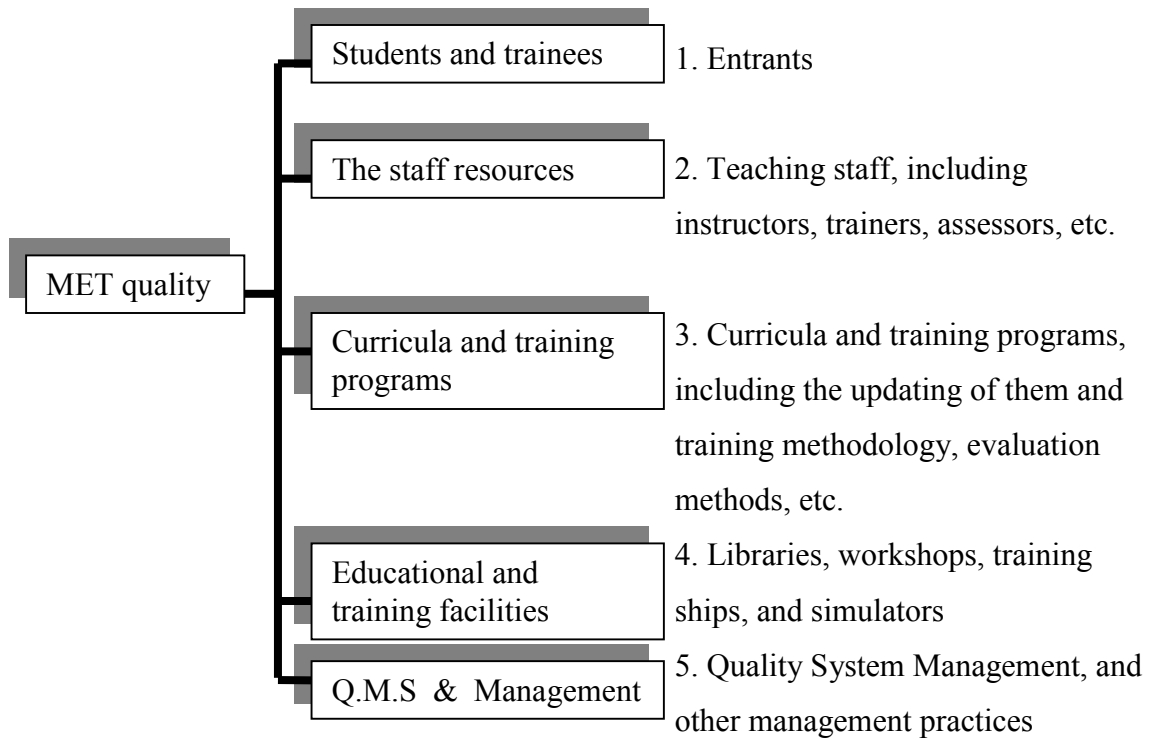 Students and trainees
1. Entrants
The staff resources
2. Teaching staff, including
instructors, trainers, assessors, etc.
MET quality
Curricula and training
programs
3. Curricula and training programs,
including the updating of them and
training methodology, evaluation
methods, etc.
Educational and
training facilities
4. Libraries, workshops, training
ships, and simulators
Q.M.S & Management
5. Quality System Management, and
other management practices